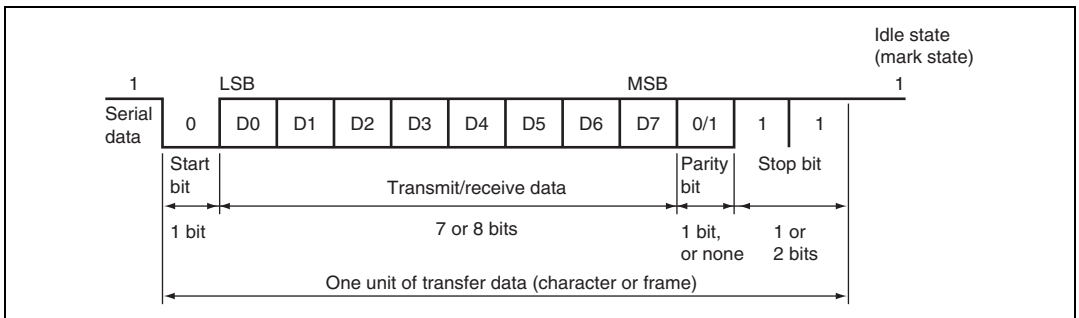 Idle state
(mark state)
1 LSB MSB 1
Serial
data
0 D0 D1 D2 D3 D4 D5 D6 D7 0/1 1 1
Start
bit
Transmit/receive data
Parity
bit
Stop bit
1 bit
7 or 8 bits
1 bit,
or none
1 or
2 bits
One unit of transfer data (character or frame)